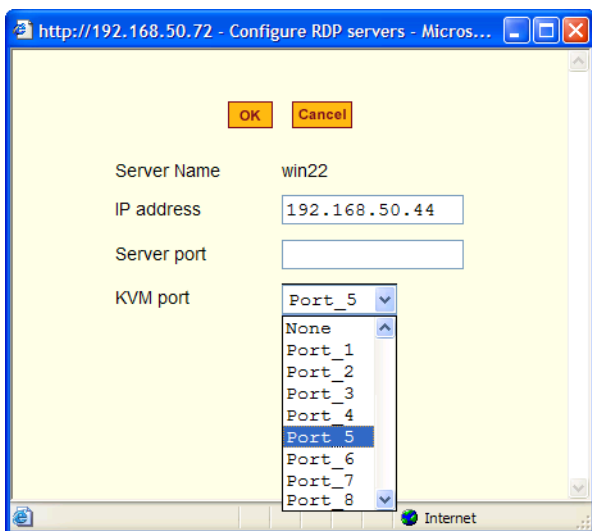 http://192.168.50.72 - Configure RDP servers - Micros...
OK Cancel
Server Name win22
IP address 192.168.50.44
Server port
KVM port Port_5
None
Port_1
Port_2
Port_3
Port_4
Port_5
Port_6
Port_7
Port_8
Internet